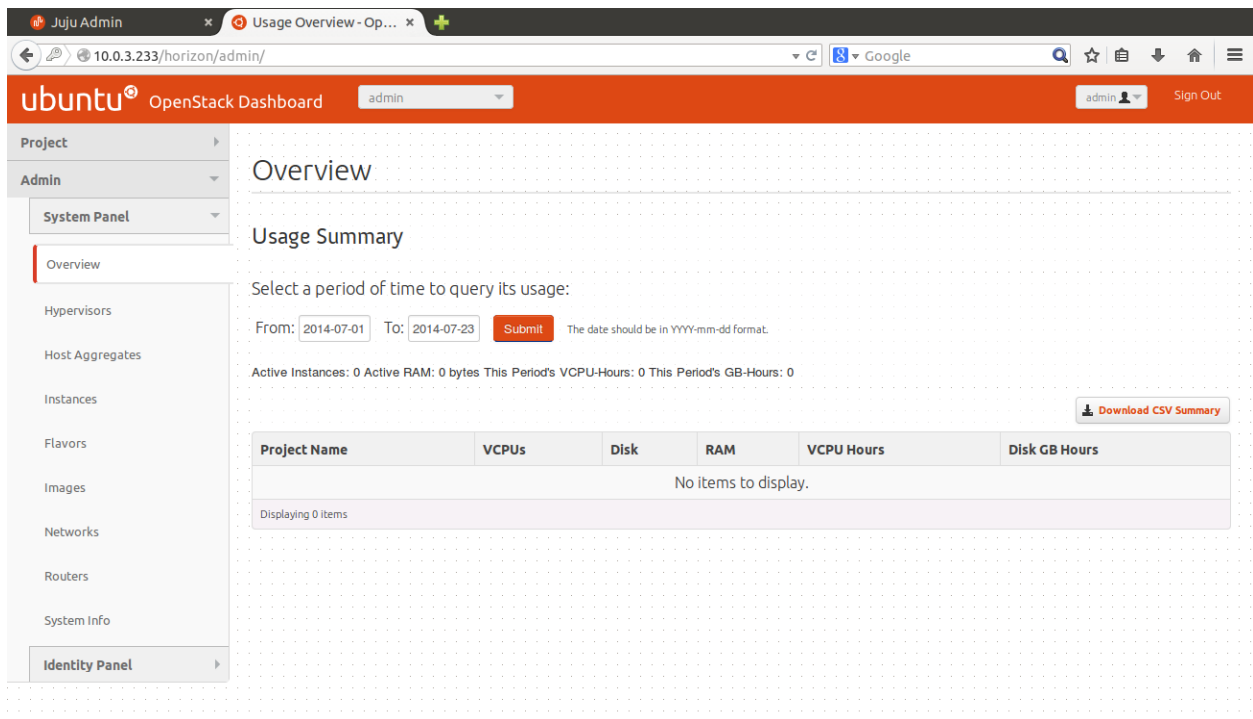 Juju Admin × Usage Overview - Op... ×
10.0.3.233/horizon/admin/ Google
ubuntu® OpenStack Dashboard admin admin Sign Out
Project
Admin
System Panel
Overview
Hypervisors
Host Aggregates
Instances
Flavors
Images
Networks
Routers
System Info
Identity Panel
Overview
Usage Summary
Select a period of time to query its usage:
From: 2014-07-01 To: 2014-07-23 Submit The date should be in YYYY-mm-dd format.
Active Instances: 0 Active RAM: 0 bytes This Period's VCPU-Hours: 0 This Period's GB-Hours: 0
Download CSV Summary
Project Name VCPUs Disk RAM VCPU Hours Disk GB Hours
No items to display.
Displaying 0 items